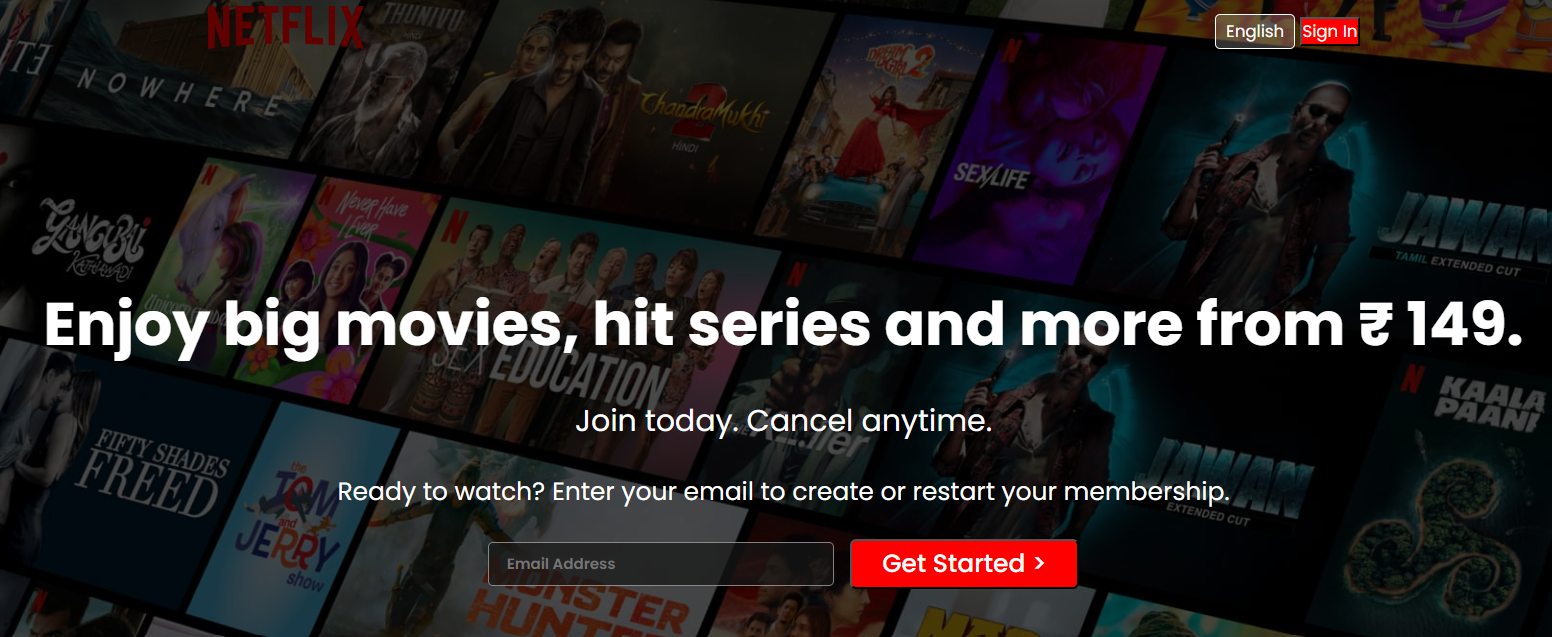 NETFLIX
English
Sign In
THUNIVU
HINDI
NOWHERE
ChandraMukhi
2
HINDI
DREAM GIRL 2
N
SEX/LIFE
JAWAN
TAMIL EXTENDED CUT
GANGUBAI
KATHIAWADI
N
N
Never Have
I Ever
N
N
Enjoy big movies, hit series and more from ₹ 149.
SEX EDUCATION
Join today. Cancel anytime.
N
KAALA
PAANI
FIFTY SHADES
FREED
the
TOM
and
JERRY
show
JAWAN
EXTENDED CUT
Ready to watch? Enter your email to create or restart your membership.
Email Address
Get Started >
MONSTER
HUNTER
N